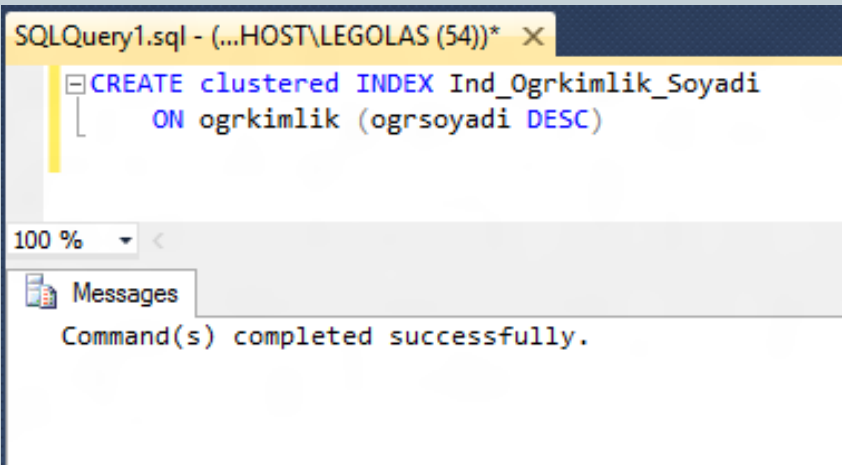 SQLQuery1.sql - (...HOST\LEGOLAS (54))* ×
CREATE clustered INDEX Ind_Ogrkimlik_Soyadi
ON ogrkimlik (ogrsoyadi DESC)
100 %
Messages
Command(s) completed successfully.